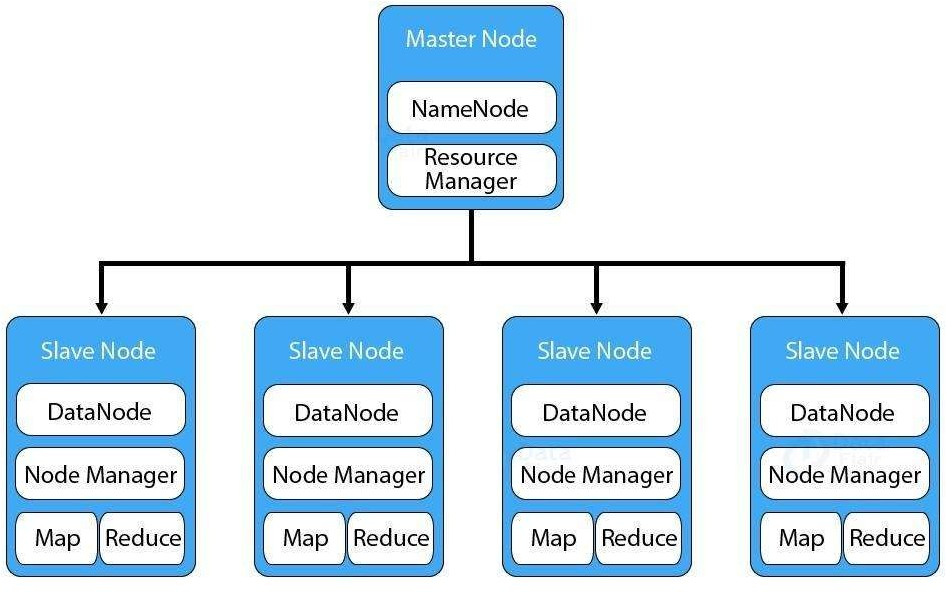 Master Node
NameNode
Resource
Manager
Slave Node
DataNode
Node Manager
Map Reduce
Slave Node
DataNode
Node Manager
Map Reduce
Slave Node
DataNode
Node Manager
Map Reduce
Slave Node
DataNode
Node Manager
Map Reduce